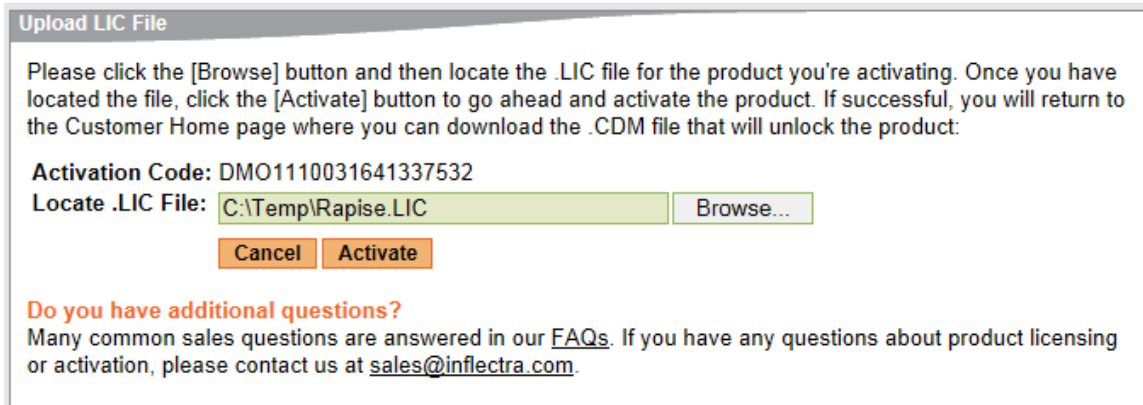 Upload LIC File
Please click the [Browse] button and then locate the .LIC file for the product you're activating. Once you have
located the file, click the [Activate] button to go ahead and activate the product. If successful, you will return to
the Customer Home page where you can download the .CDM file that will unlock the product:
Activation Code: DMO1110031641337532
Locate .LIC File: C:\Temp\Rapise.LIC Browse...
Cancel Activate
Do you have additional questions?
Many common sales questions are answered in our FAQs. If you have any questions about product licensing
or activation, please contact us at sales@inflectra.com.